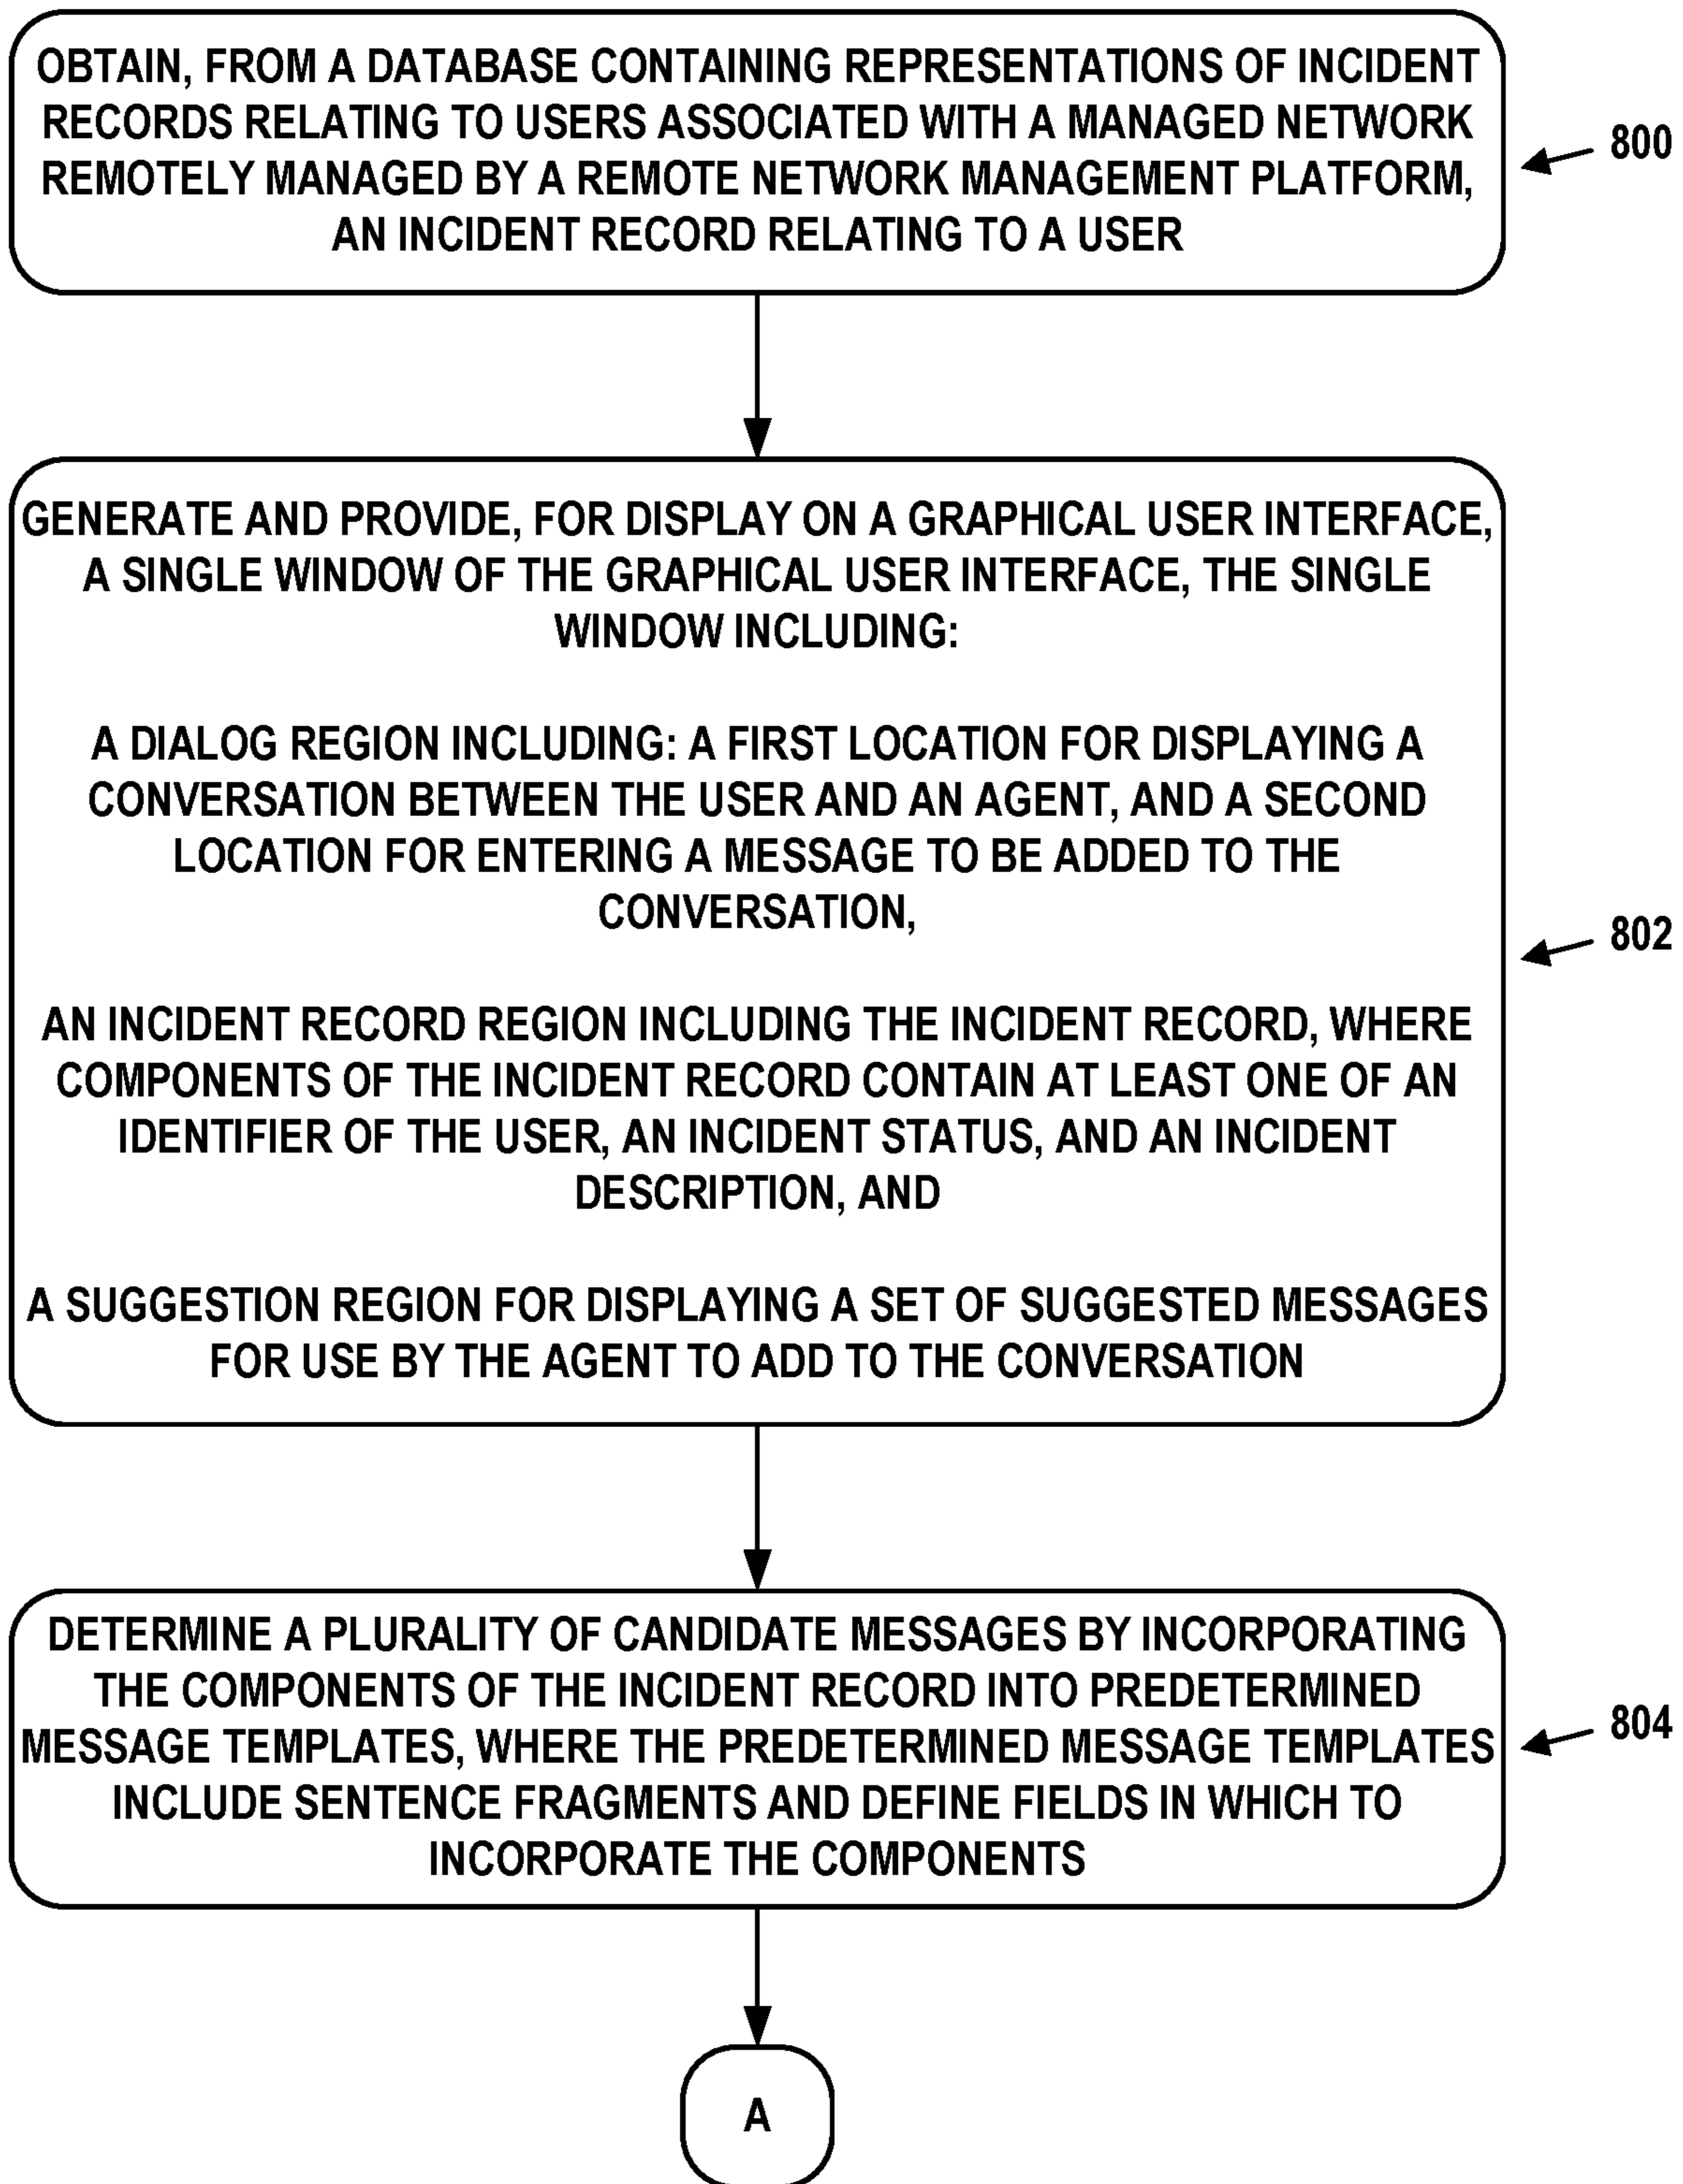 OBTAIN, FROM A DATABASE CONTAINING REPRESENTATIONS OF INCIDENT
RECORDS RELATING TO USERS ASSOCIATED WITH A MANAGED NETWORK
REMOTELY MANAGED BY A REMOTE NETWORK MANAGEMENT PLATFORM,
AN INCIDENT RECORD RELATING TO A USER
800
GENERATE AND PROVIDE, FOR DISPLAY ON A GRAPHICAL USER INTERFACE,
A SINGLE WINDOW OF THE GRAPHICAL USER INTERFACE, THE SINGLE
WINDOW INCLUDING:
A DIALOG REGION INCLUDING: A FIRST LOCATION FOR DISPLAYING A
CONVERSATION BETWEEN THE USER AND AN AGENT, AND A SECOND
LOCATION FOR ENTERING A MESSAGE TO BE ADDED TO THE
CONVERSATION,
AN INCIDENT RECORD REGION INCLUDING THE INCIDENT RECORD, WHERE
COMPONENTS OF THE INCIDENT RECORD CONTAIN AT LEAST ONE OF AN
IDENTIFIER OF THE USER, AN INCIDENT STATUS, AND AN INCIDENT
DESCRIPTION, AND
A SUGGESTION REGION FOR DISPLAYING A SET OF SUGGESTED MESSAGES
FOR USE BY THE AGENT TO ADD TO THE CONVERSATION
802
DETERMINE A PLURALITY OF CANDIDATE MESSAGES BY INCORPORATING
THE COMPONENTS OF THE INCIDENT RECORD INTO PREDETERMINED
MESSAGE TEMPLATES, WHERE THE PREDETERMINED MESSAGE TEMPLATES
INCLUDE SENTENCE FRAGMENTS AND DEFINE FIELDS IN WHICH TO
INCORPORATE THE COMPONENTS
804
A